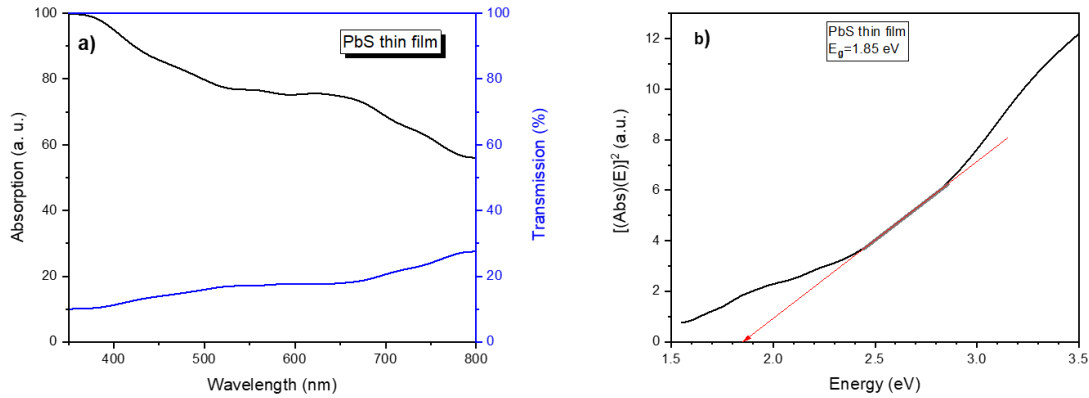 a)
PbS thin film
Absorption (a. u.)
100
80
60
40
20
0
Transmission (%)
100
80
60
40
20
0
400
500
600
700
800
Wavelength (nm)
b)
PbS thin film
E_g=1.85 eV
[(Abs)(E)]² (a.u.)
12
10
8
6
4
2
0
1.5
2.0
2.5
3.0
3.5
Energy (eV)